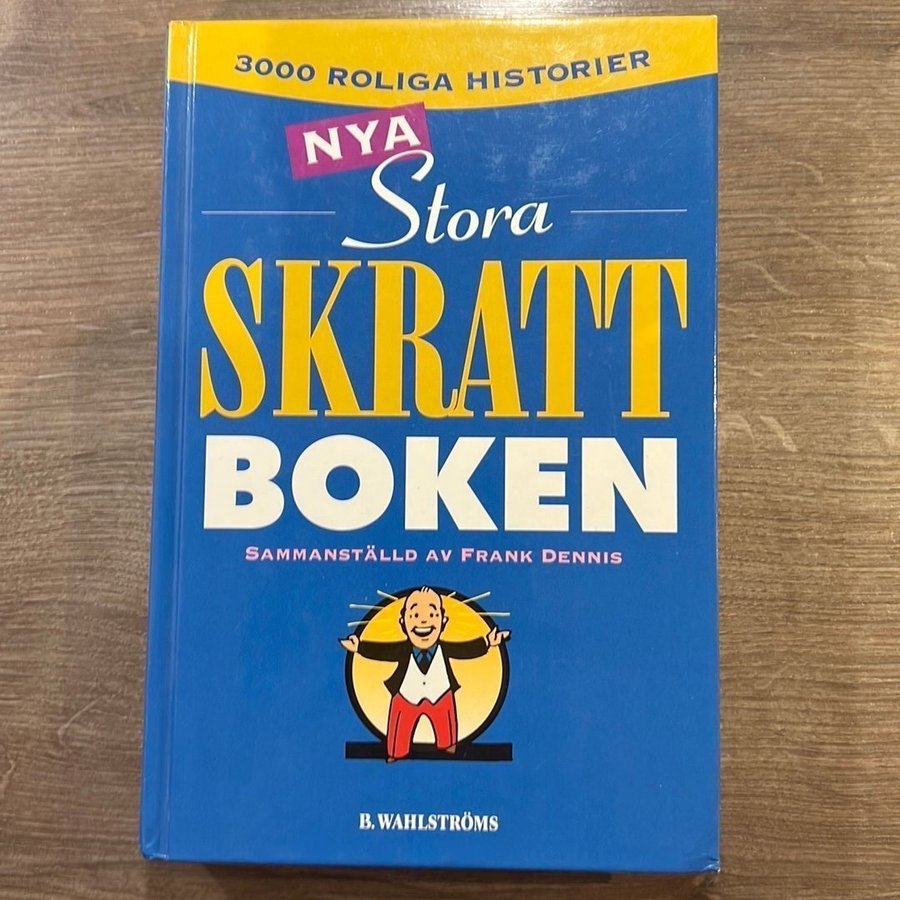 3000 ROLIGA HISTORIER
NYA
Stora
SKRATT
BOKEN
SAMMANSTÄLLD AV FRANK DENNIS
B. WAHLSTRÖMS